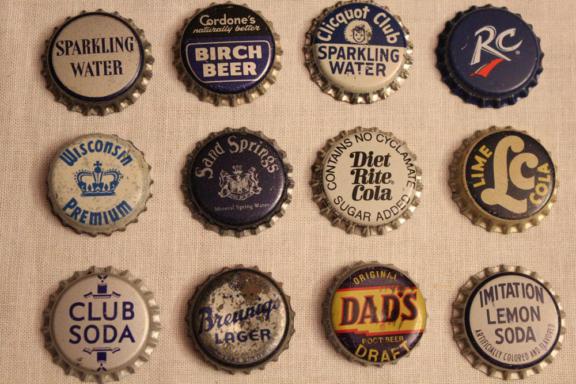 SPARKLING
WATER
Cordone's
naturally better
BIRCH
BEER
Clicquot Club
SPARKLING
WATER
RC
Wisconsin
PREMIUM
Sand Springs
Mineral Spring Water
CONTAINS NO CYCLAMATE
Diet
Rite
Cola
SUGAR ADDED
LIME
Lc
COLA
CLUB
SODA
Breunig's
LAGER
ORIGINAL
DAD'S
ROOT BEER
DRAFT
IMITATION
LEMON
SODA
ARTIFICIALLY COLORED AND FLAVORED